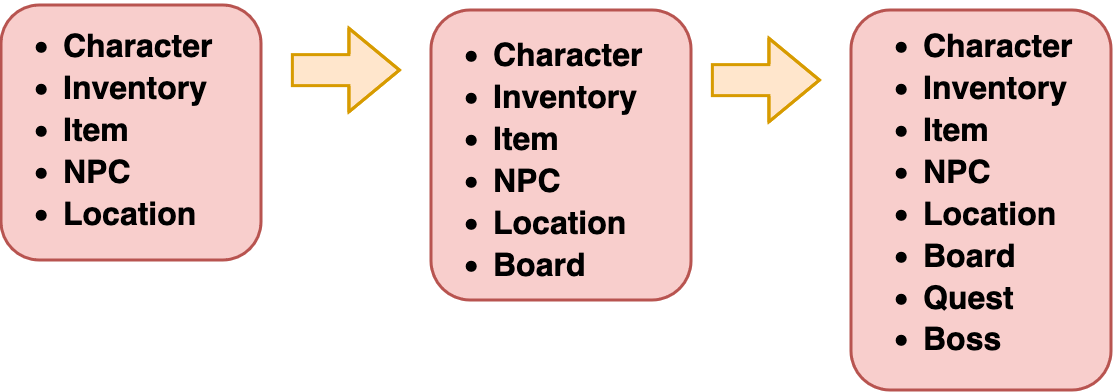 • Character
• Inventory
• Item
• NPC
• Location
• Character
• Inventory
• Item
• NPC
• Location
• Board
• Character
• Inventory
• Item
• NPC
• Location
• Board
• Quest
• Boss